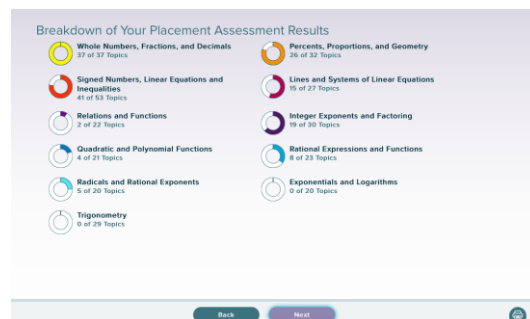 Breakdown of Your Placement Assessment Results
Whole Numbers, Fractions, and Decimals
37 of 37 Topics
Percents, Proportions, and Geometry
26 of 32 Topics
Signed Numbers, Linear Equations and
Inequalities
41 of 53 Topics
Lines and Systems of Linear Equations
15 of 27 Topics
Relations and Functions
2 of 22 Topics
Integer Exponents and Factoring
19 of 30 Topics
Quadratic and Polynomial Functions
4 of 21 Topics
Rational Expressions and Functions
8 of 23 Topics
Radicals and Rational Exponents
5 of 20 Topics
Exponentials and Logarithms
0 of 20 Topics
Trigonometry
0 of 29 Topics
Back
Next